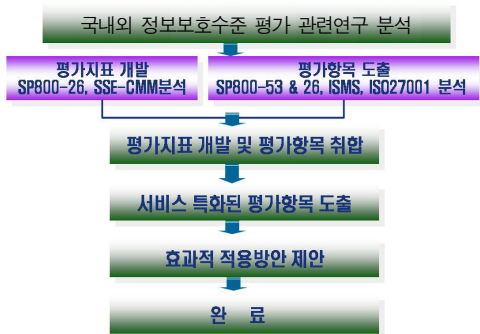 국내외 정보보호수준 평가 관련연구 분석
평가지표 개발
SP800-26, SSE-CMM분석
평가항목 도출
SP800-53 & 26, ISMS, ISO27001 분석
평가지표 개발 및 평가항목 취합
서비스 특화된 평가항목 도출
효과적 적용방안 제안
완 료